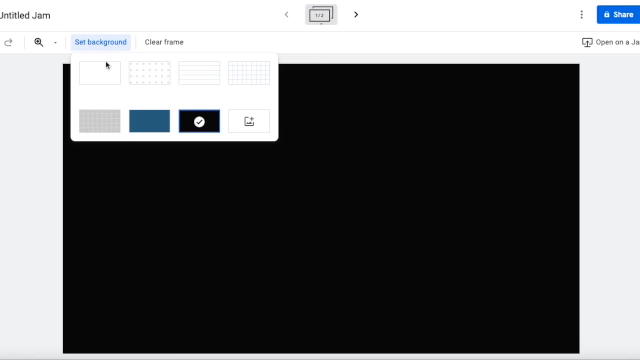 Untitled Jam
1/2
Share
Set background
Clear frame
Open on a Ja